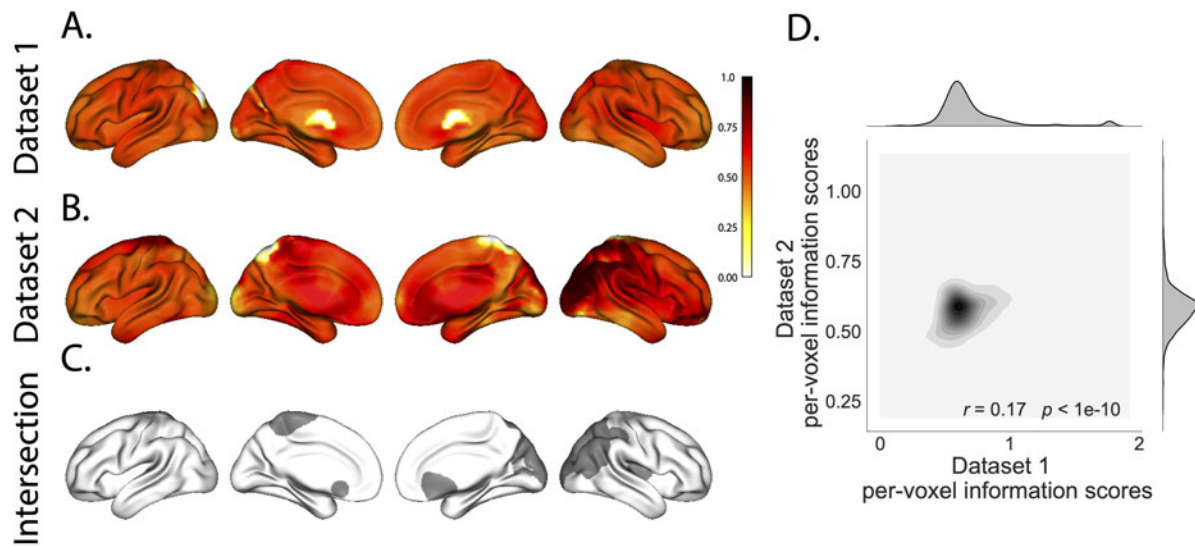 A.
Dataset 1
1.0
0.75
0.50
0.25
0.00
B.
Dataset 2
C.
Intersection
D.
Dataset 2
per-voxel information scores
1.00
0.75
0.50
0.25
r = 0.17 p < 1e-10
0 1 2
Dataset 1
per-voxel information scores